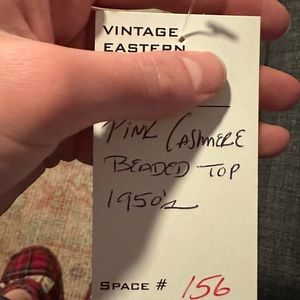 VINTAGE
EASTERN
PINK CASHMERE
BEADED TOP
1950's
SPACE # 156